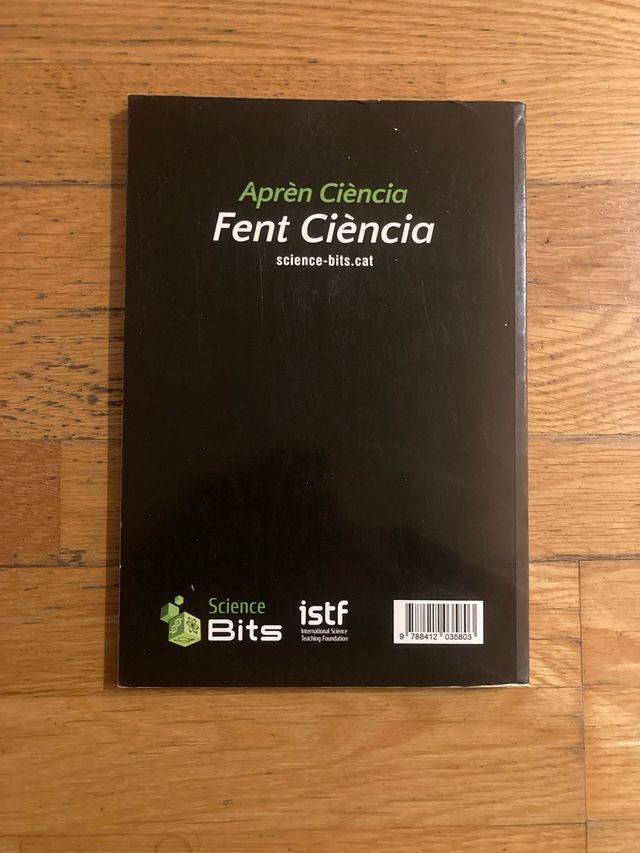 Aprèn Ciència
Fent Ciència
science-bits.cat
Science
Bits
istf
International Science
Teaching Foundation
9 788412 035803